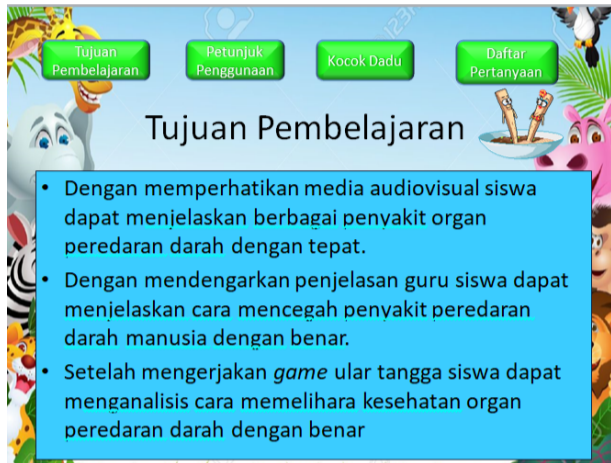 Tujuan
Pembelajaran
Petunjuk
Penggunaan
Kocok Dadu
Daftar
Pertanyaan
Tujuan Pembelajaran
• Dengan memperhatikan media audiovisual siswa
dapat menjelaskan berbagai penyakit organ
peredaran darah dengan tepat.
• Dengan mendengarkan penjelasan guru siswa dapat
menjelaskan cara mencegah penyakit peredaran
darah manusia dengan benar.
• Setelah mengerjakan game ular tangga siswa dapat
menganalisis cara memelihara kesehatan organ
peredaran darah dengan benar